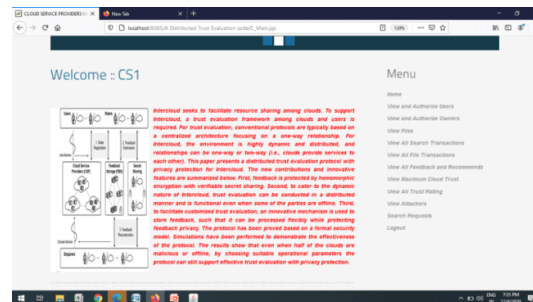 CLOUD SERVICE PROVIDERS
New Tab
localhost:8085/A Distributed Trust Evaluation code/C_Main.jsp
120%
Welcome :: CS1
Users
Intercloud seeks to facilitate resource sharing among clouds. To support
Intercloud, a trust evaluation framework among clouds and users is
required. For trust evaluation, conventional protocols are typically based on
a centralized architecture focusing on a one-way relationship. For
Intercloud, the environment is highly dynamic and distributed, and
relationships can be one-way or two-way (i.e., clouds provide services to
each other). This paper presents a distributed trust evaluation protocol with
privacy protection for Intercloud. The new contributions and innovative
features are summarized below. First, feedback is protected by homomorphic
encryption with verifiable secret sharing. Second, to cater to the dynamic
nature of Intercloud, trust evaluation can be conducted in a distributed
manner and is functional even when some of the parties are offline. Third,
to facilitate customized trust evaluation, an innovative mechanism is used to
store feedback, such that it can be processed flexibly while protecting
feedback privacy. The protocol has been proved based on a formal security
model. Simulations have been performed to demonstrate the effectiveness
of the protocol. The results show that even when half of the clouds are
malicious or offline, by choosing suitable operational parameters the
protocol can still support effective trust evaluation with privacy protection.
Cloud Service
Providers (CSP)
Feedback
Storage
Secret
Sharing
Menu
Home
View and Authorize Users
View and Authorize Owners
View Files
View All Search Transactions
View All File Transactions
View All Feedback and Recommends
View Maximum Cloud Trust
View All Trust Rating
View Attackers
Search Requests
Logout
ENG
7:31 PM